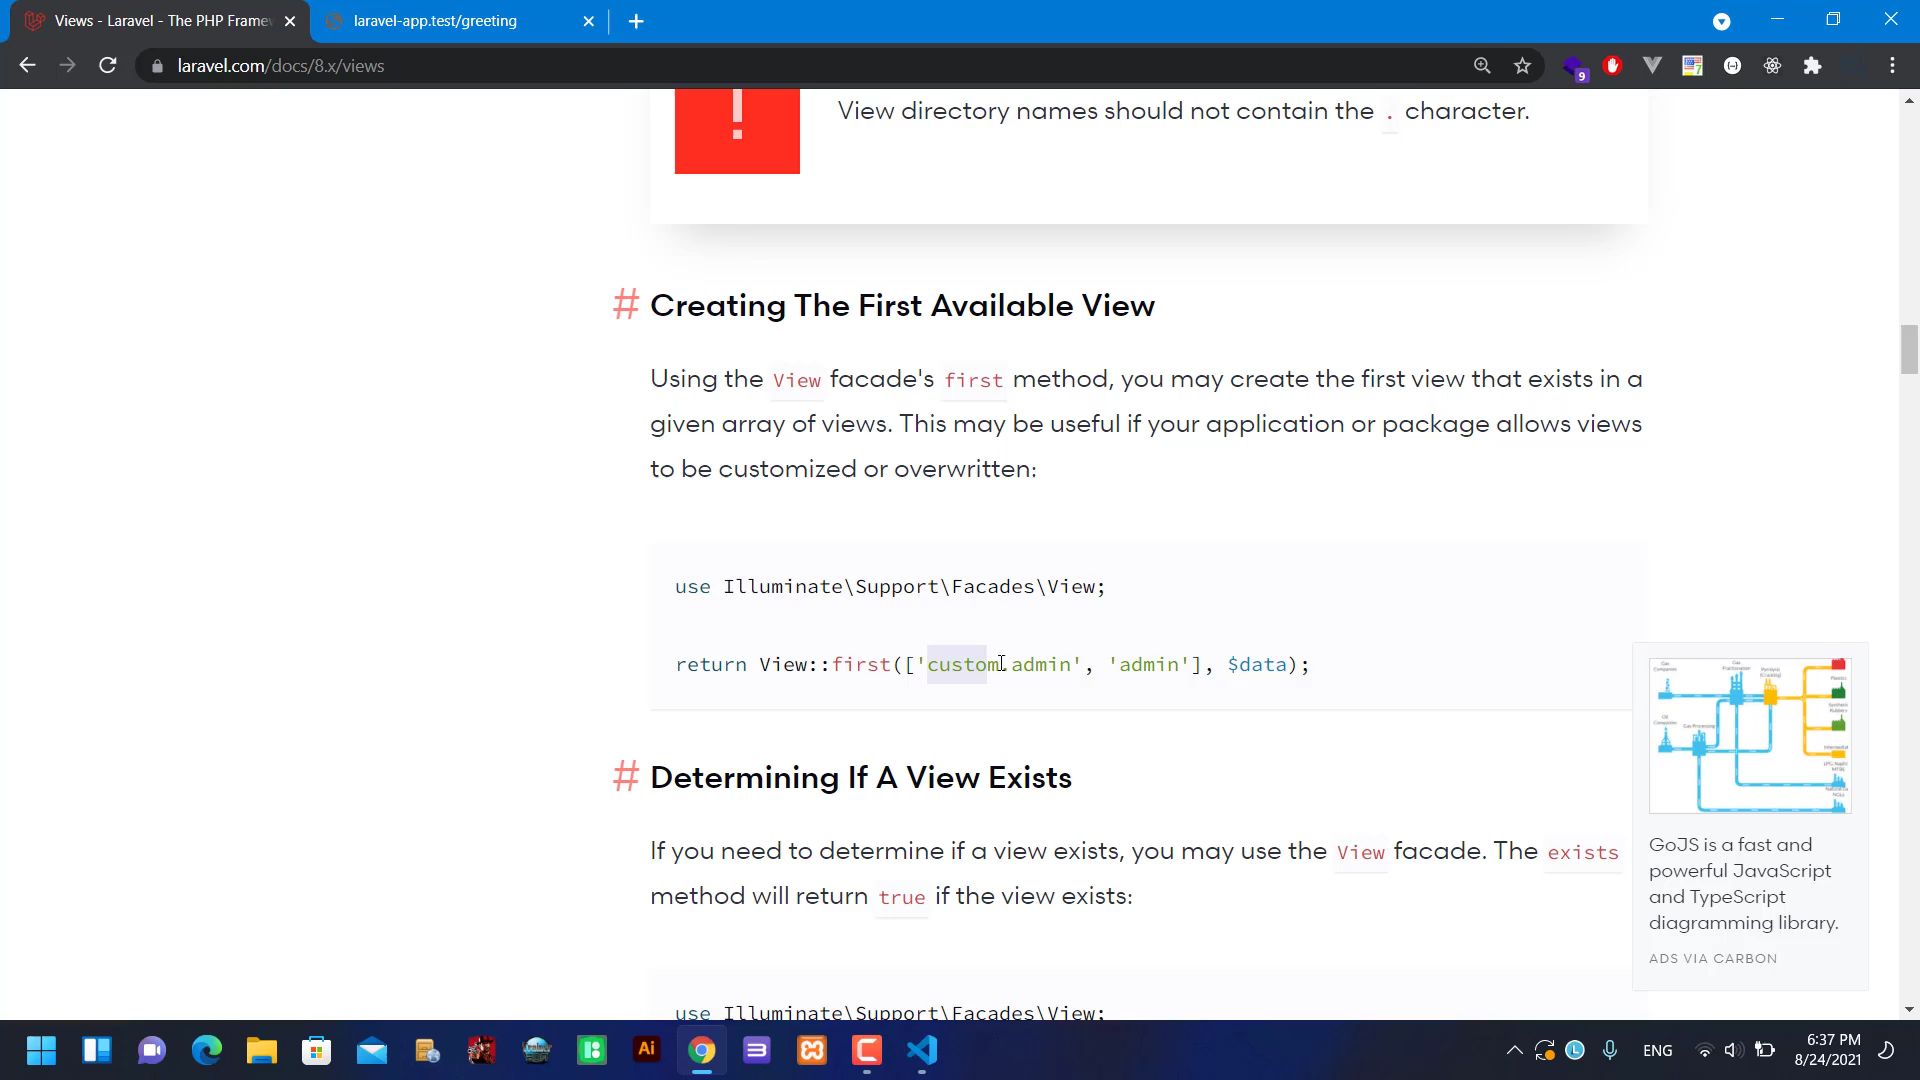 Views - Laravel - The PHP Frame
laravel-app.test/greeting
laravel.com/docs/8.x/views
9
7
!
View directory names should not contain the . character.
# Creating The First Available View
Using the View facade's first method, you may create the first view that exists in a
given array of views. This may be useful if your application or package allows views
to be customized or overwritten:
use Illuminate\Support\Facades\View;
return View::first(['custom.admin', 'admin'], $data);
# Determining If A View Exists
If you need to determine if a view exists, you may use the View facade. The exists
method will return true if the view exists:
use Illuminate\Support\Facades\View;
GoJS is a fast and
powerful JavaScript
and TypeScript
diagramming library.
ADS VIA CARBON
Ai
ENG
6:37 PM
8/24/2021